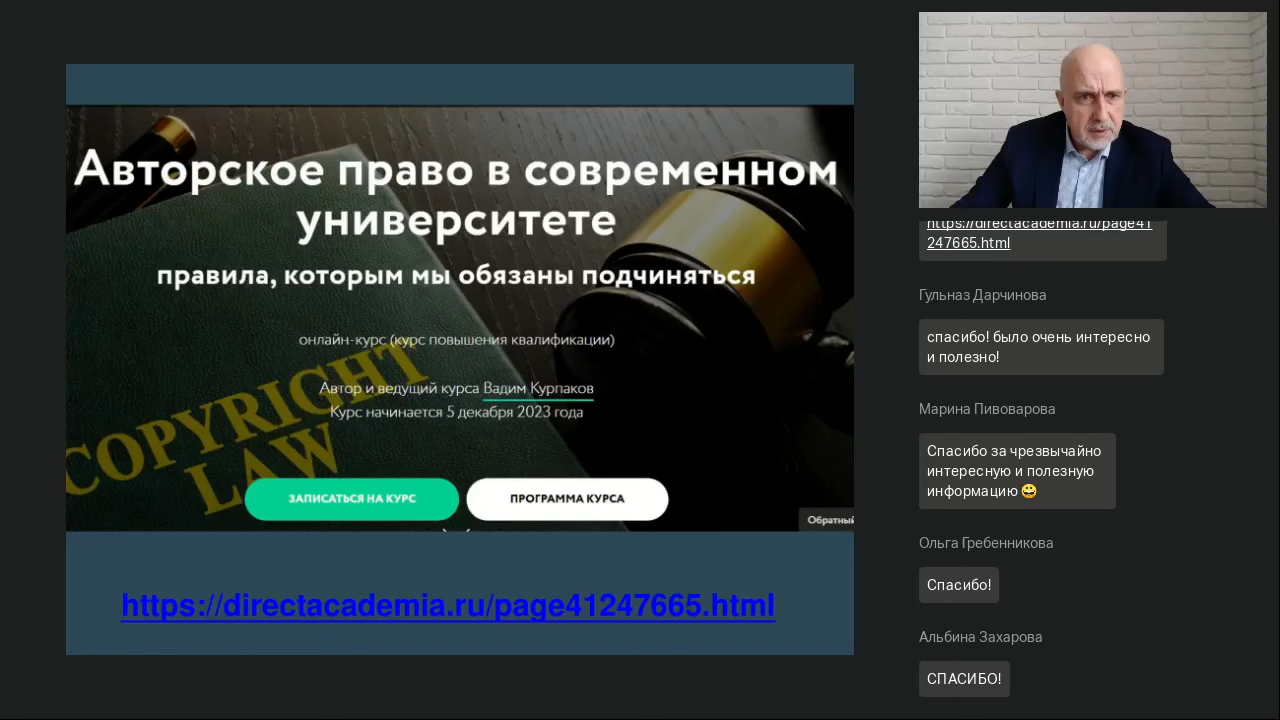 Авторское право в современном
университете
правила, которым мы обязаны подчиняться
онлайн-курс (курс повышения квалификации)
Автор и ведущий курса Вадим Курпаков
Курс начинается 5 декабря 2023 года
COPYRIGHT
LAW
ЗАПИСАТЬСЯ НА КУРС
ПРОГРАММА КУРСА
Обратный
https://directacademia.ru/page41247665.html
https://directacademia.ru/page41
247665.html
Гульназ Дарчинова
спасибо! было очень интересно
и полезно!
Марина Пивоварова
Спасибо за чрезвычайно
интересную и полезную
информацию 😀
Ольга Гребенникова
Спасибо!
Альбина Захарова
СПАСИБО!